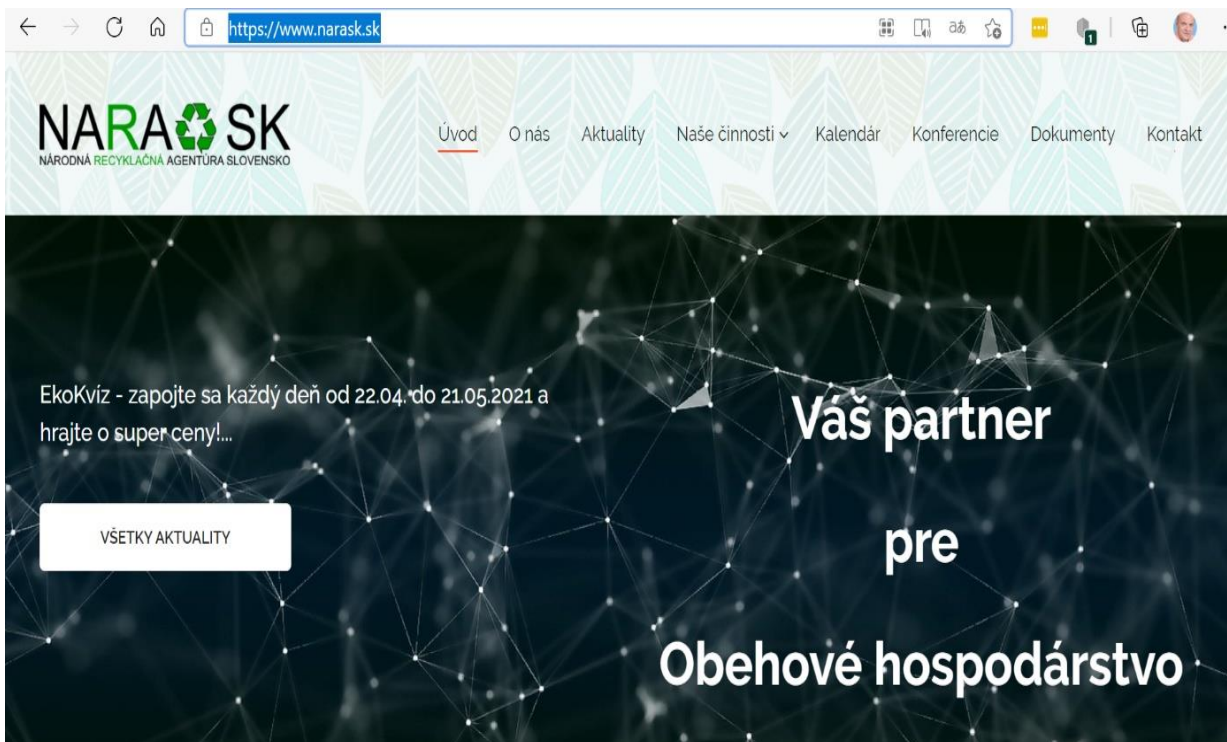 https://www.narask.sk
1
NARA SK
NÁRODNÁ RECYKLAČNÁ AGENTÚRA SLOVENSKO
Úvod O nás Aktuality Naše činnosti Kalendár Konferencie Dokumenty Kontakt
EkoKvíz - zapojte sa každý deň od 22.04. do 21.05.2021 a
hrajte o super ceny!...
VŠETKY AKTUALITY
Váš partner
pre
Obehové hospodárstvo